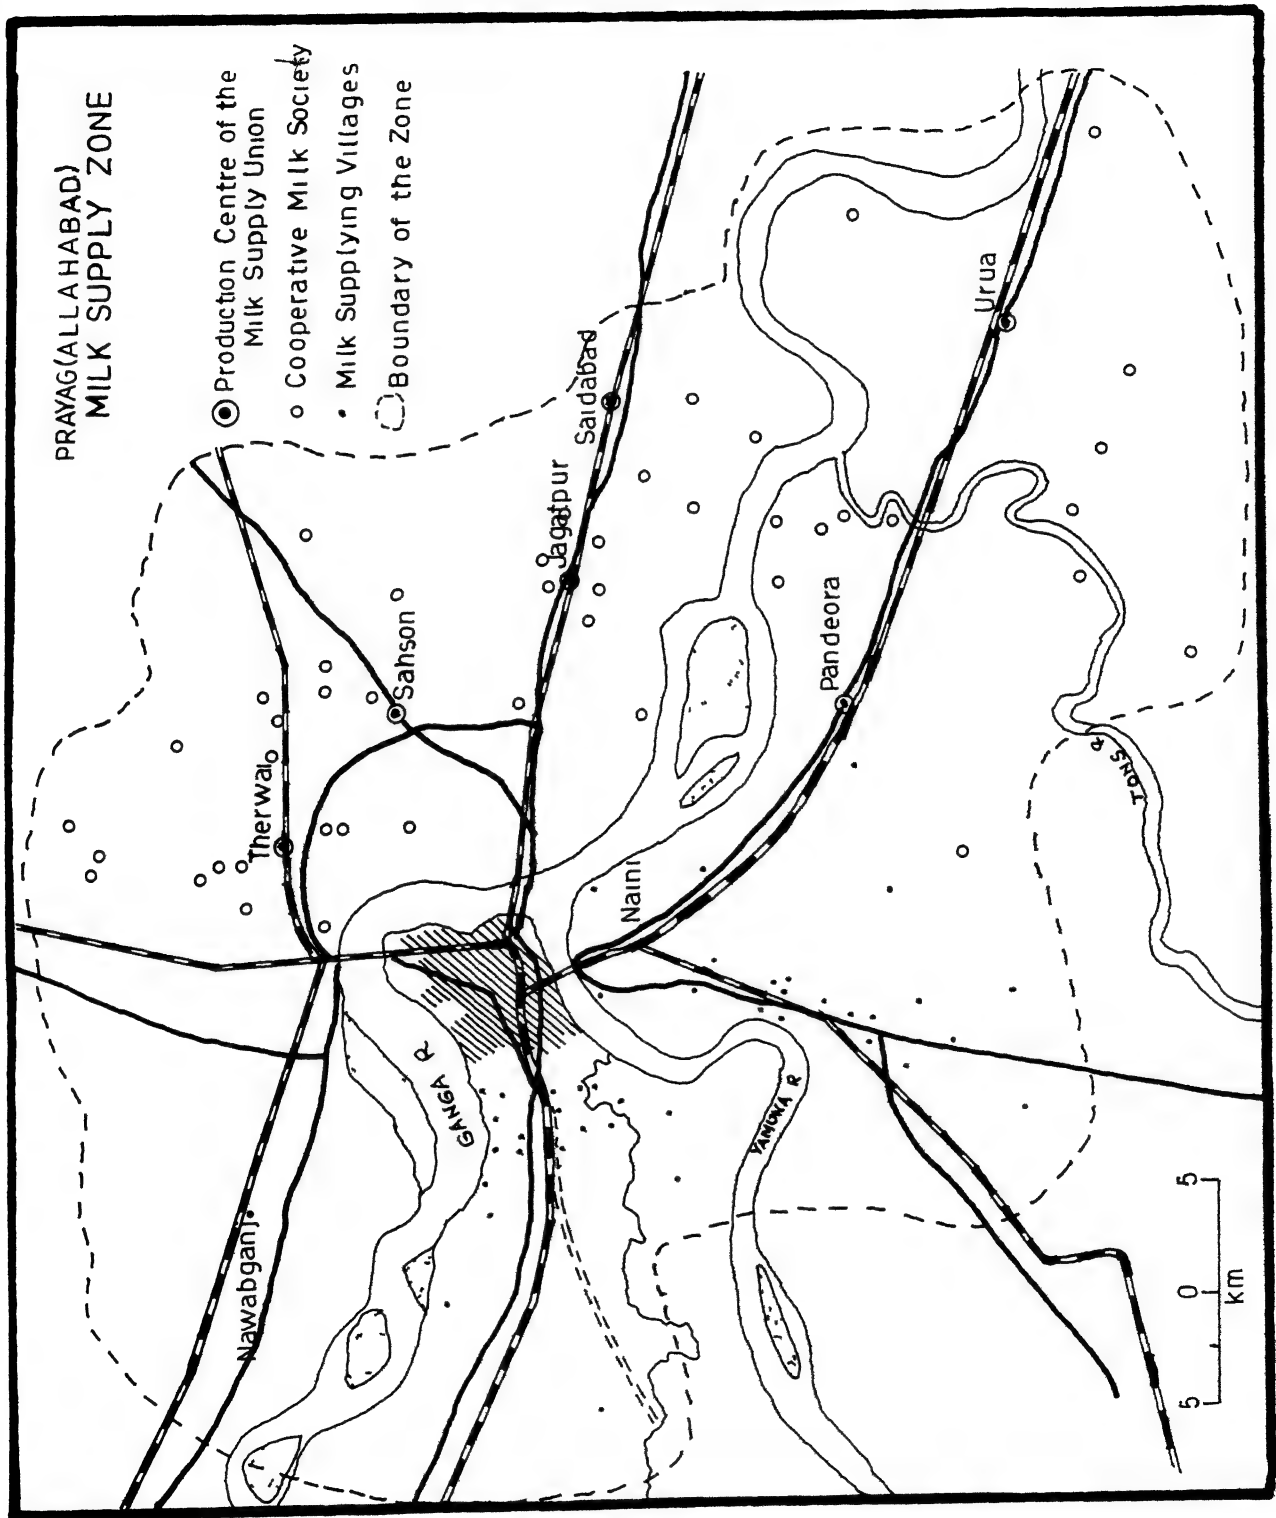 PRAYAG(ALLAHABAD)
MILK SUPPLY ZONE
Production Centre of the
Milk Supply Union
Cooperative Milk Society
Milk Supplying Villages
Boundary of the Zone
Therwai
Sahson
Jagatpur
Saidabad
Nawabganj
GANGA R
Naini
Pandeora
Urua
YAMUNA R
TONS R
5 0 5
km